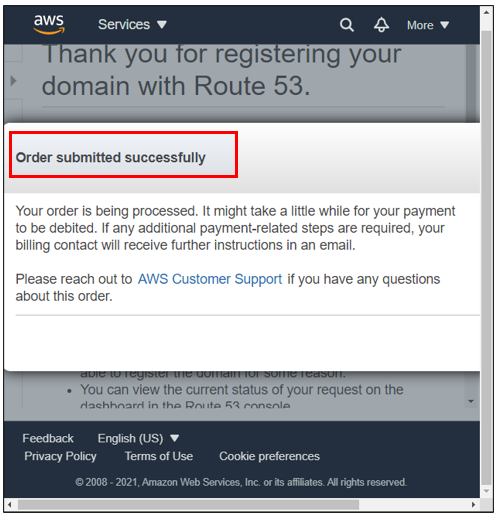 aws
Services
More
Thank you for registering your
domain with Route 53.
Order submitted successfully
Your order is being processed. It might take a little while for your payment
to be debited. If any additional payment-related steps are required, your
billing contact will receive further instructions in an email.
Please reach out to AWS Customer Support if you have any questions
about this order.
able to register the domain for some reason.
• You can view the current status of your request on the
dashboard in the Route 53 console
Feedback English (US)
Privacy Policy Terms of Use Cookie preferences
© 2008 - 2021, Amazon Web Services, Inc. or its affiliates. All rights reserved.